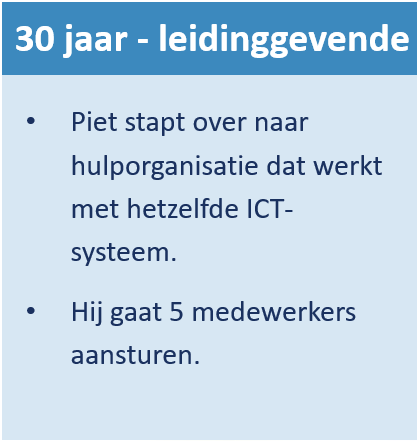 30 jaar - leidinggevende
• Piet stapt over naar
hulporganisatie dat werkt
met hetzelfde ICT-
systeem.
• Hij gaat 5 medewerkers
aansturen.